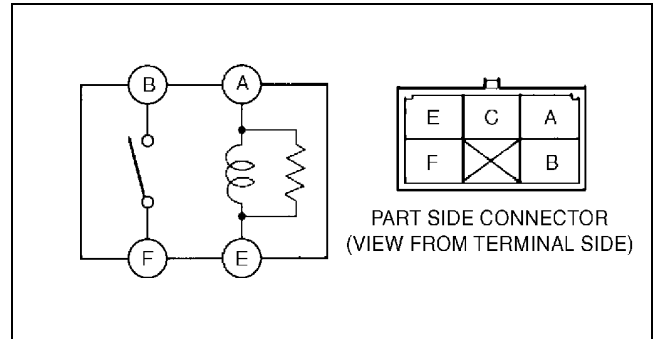 B A
E C A
F B
F E
PART SIDE CONNECTOR
(VIEW FROM TERMINAL SIDE)